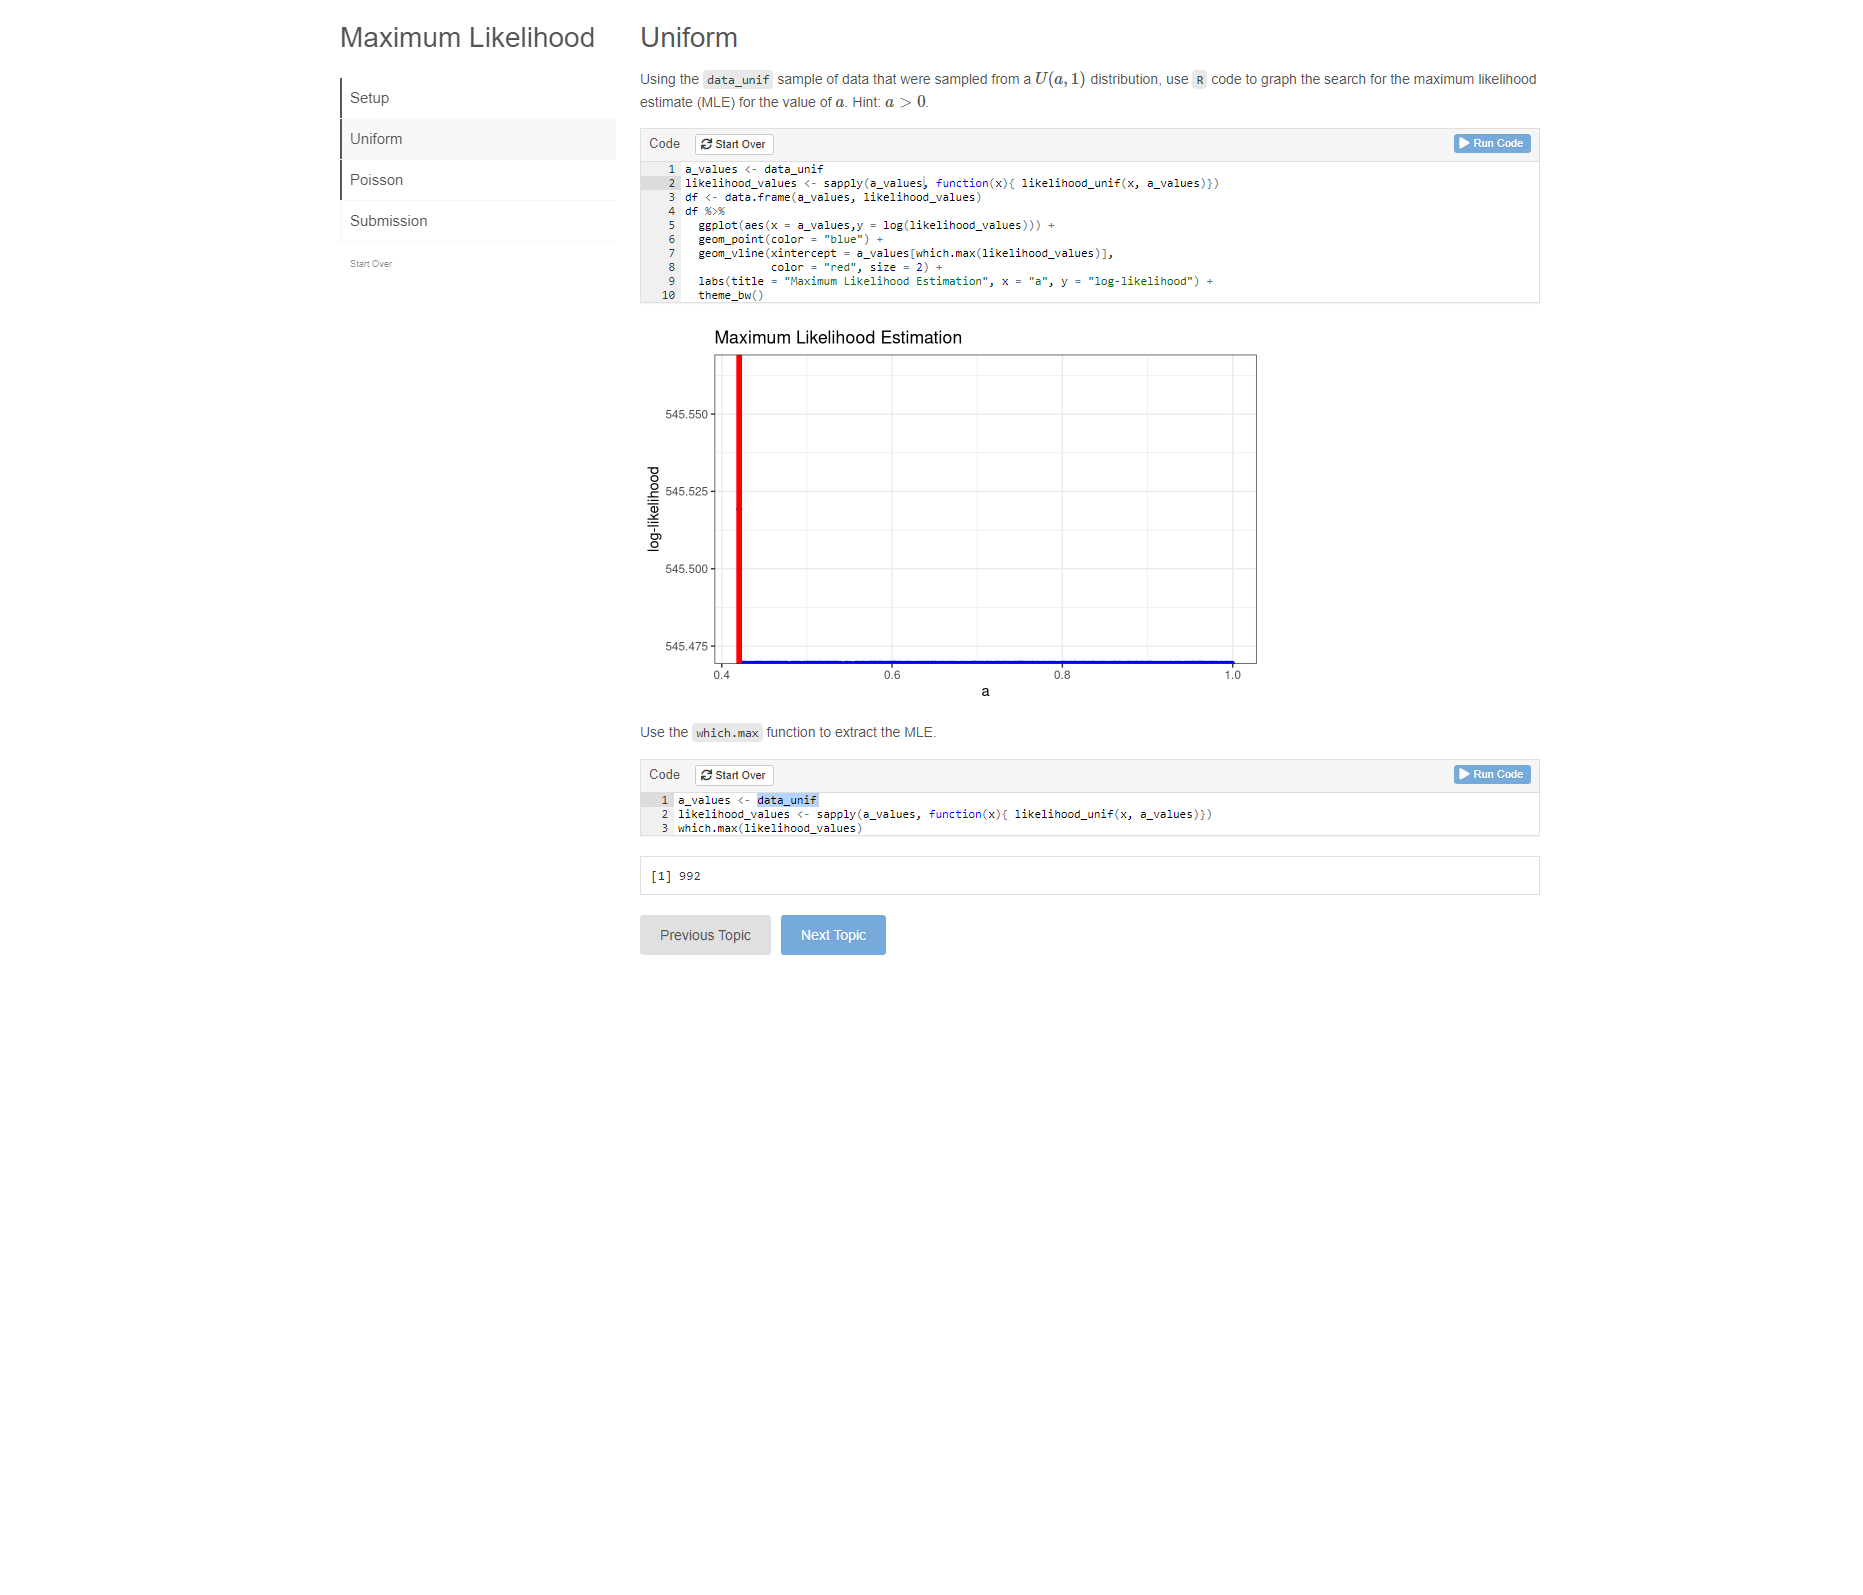 Maximum Likelihood
Setup
Uniform
Poisson
Submission
Start Over
Uniform
Using the data_unif sample of data that were sampled from a U(a, 1) distribution, use R code to graph the search for the maximum likelihood
estimate (MLE) for the value of a. Hint: a > 0.
Code Start Over Run Code
1 a_values <- data_unif
2 likelihood_values <- sapply(a_values, function(x){ likelihood_unif(x, a_values)})
3 df <- data.frame(a_values, likelihood_values)
4 df %>%
5 ggplot(aes(x = a_values,y = log(likelihood_values))) +
6 geom_point(color = "blue") +
7 geom_vline(xintercept = a_values[which.max(likelihood_values)],
8 color = "red", size = 2) +
9 labs(title = "Maximum Likelihood Estimation", x = "a", y = "log-likelihood") +
10 theme_bw()
Maximum Likelihood Estimation
log-likelihood
545.550
545.525
545.500
545.475
0.4 0.6 0.8 1.0
a
Use the which.max function to extract the MLE.
Code Start Over Run Code
1 a_values <- data_unif
2 likelihood_values <- sapply(a_values, function(x){ likelihood_unif(x, a_values)})
3 which.max(likelihood_values)
[1] 992
Previous Topic Next Topic